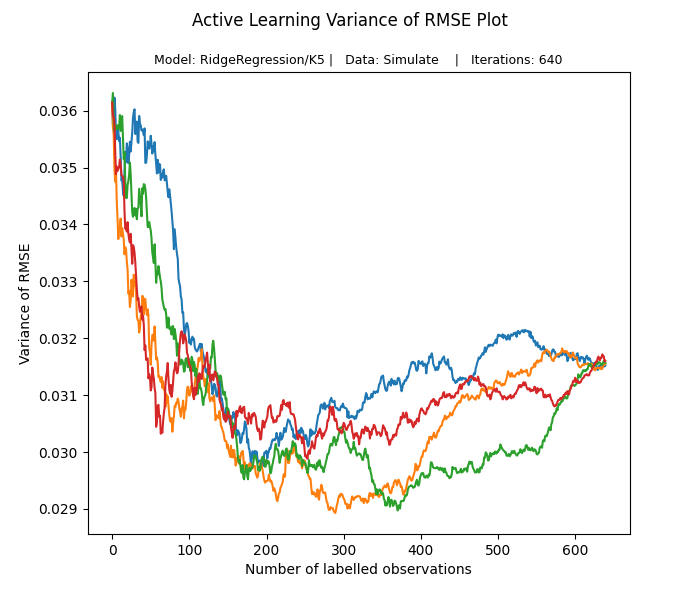 Active Learning Variance of RMSE Plot
Model: RidgeRegression/K5 | Data: Simulate | Iterations: 640
0.036
0.035
0.034
0.033
0.032
0.031
0.030
0.029
Variance of RMSE
0 100 200 300 400 500 600
Number of labelled observations